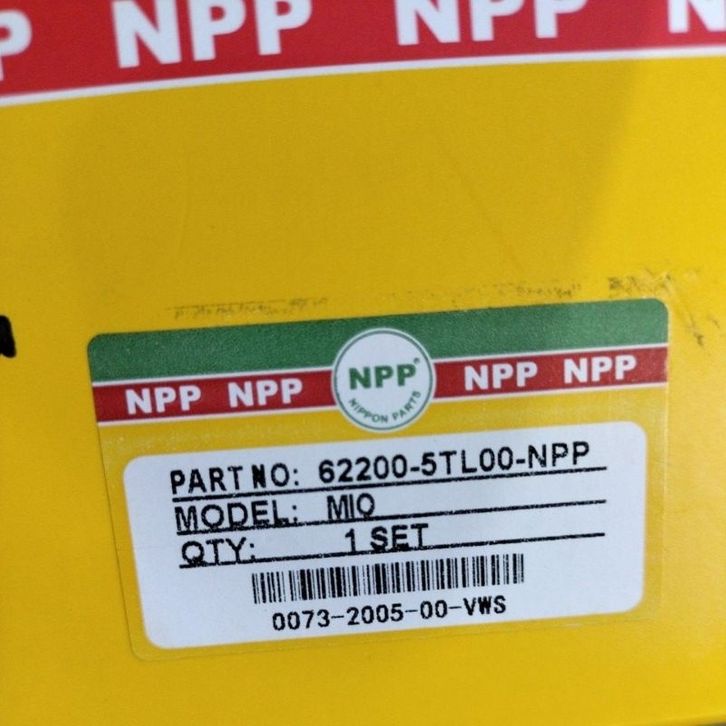 NPP NPP
NPP NPP NPP® NPP NPP
NIPPON PARTS
PART NO: 62200-5TL00-NPP
MODEL: MIO
QTY: 1 SET
0073-2005-00-VWS